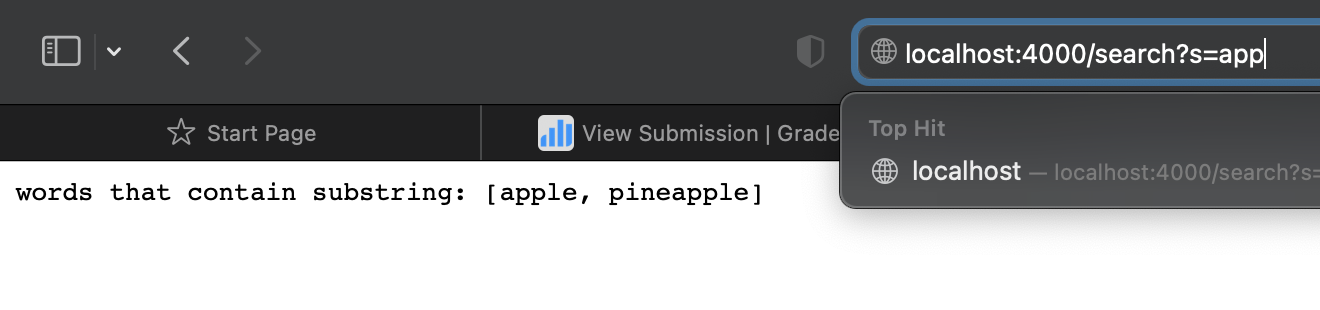 localhost:4000/search?s=app
Start Page
View Submission | Grade
Top Hit
localhost — localhost:4000/search?s=
words that contain substring: [apple, pineapple]